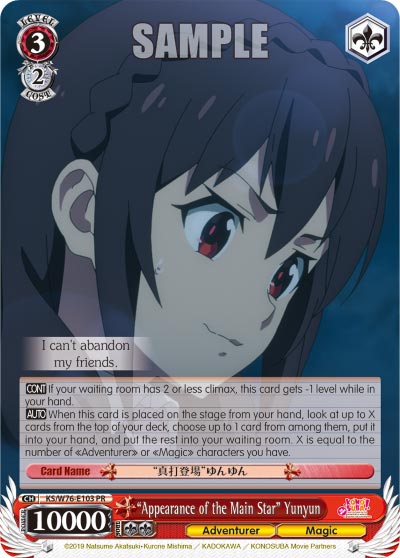 LEVEL
3
2
COST
SAMPLE
I can't abandon
my friends.
CONT If your waiting room has 2 or less climax, this card gets -1 level while in
your hand.
AUTO When this card is placed on the stage from your hand, look at up to X
cards from the top of your deck, choose up to 1 card from among them, put it
into your hand, and put the rest into your waiting room. X is equal to the
number of «Adventurer» or «Magic» characters you have.
Card Name "真打登場"ゆんゆん
CH KS/W76-E103 PR
"Appearance of the Main Star" Yunyun
POWER
10000
SOUL
Adventurer Magic
©2019 Natsume Akatsuki・Kurone Mishima / KADOKAWA / KONOSUBA Movie Partners